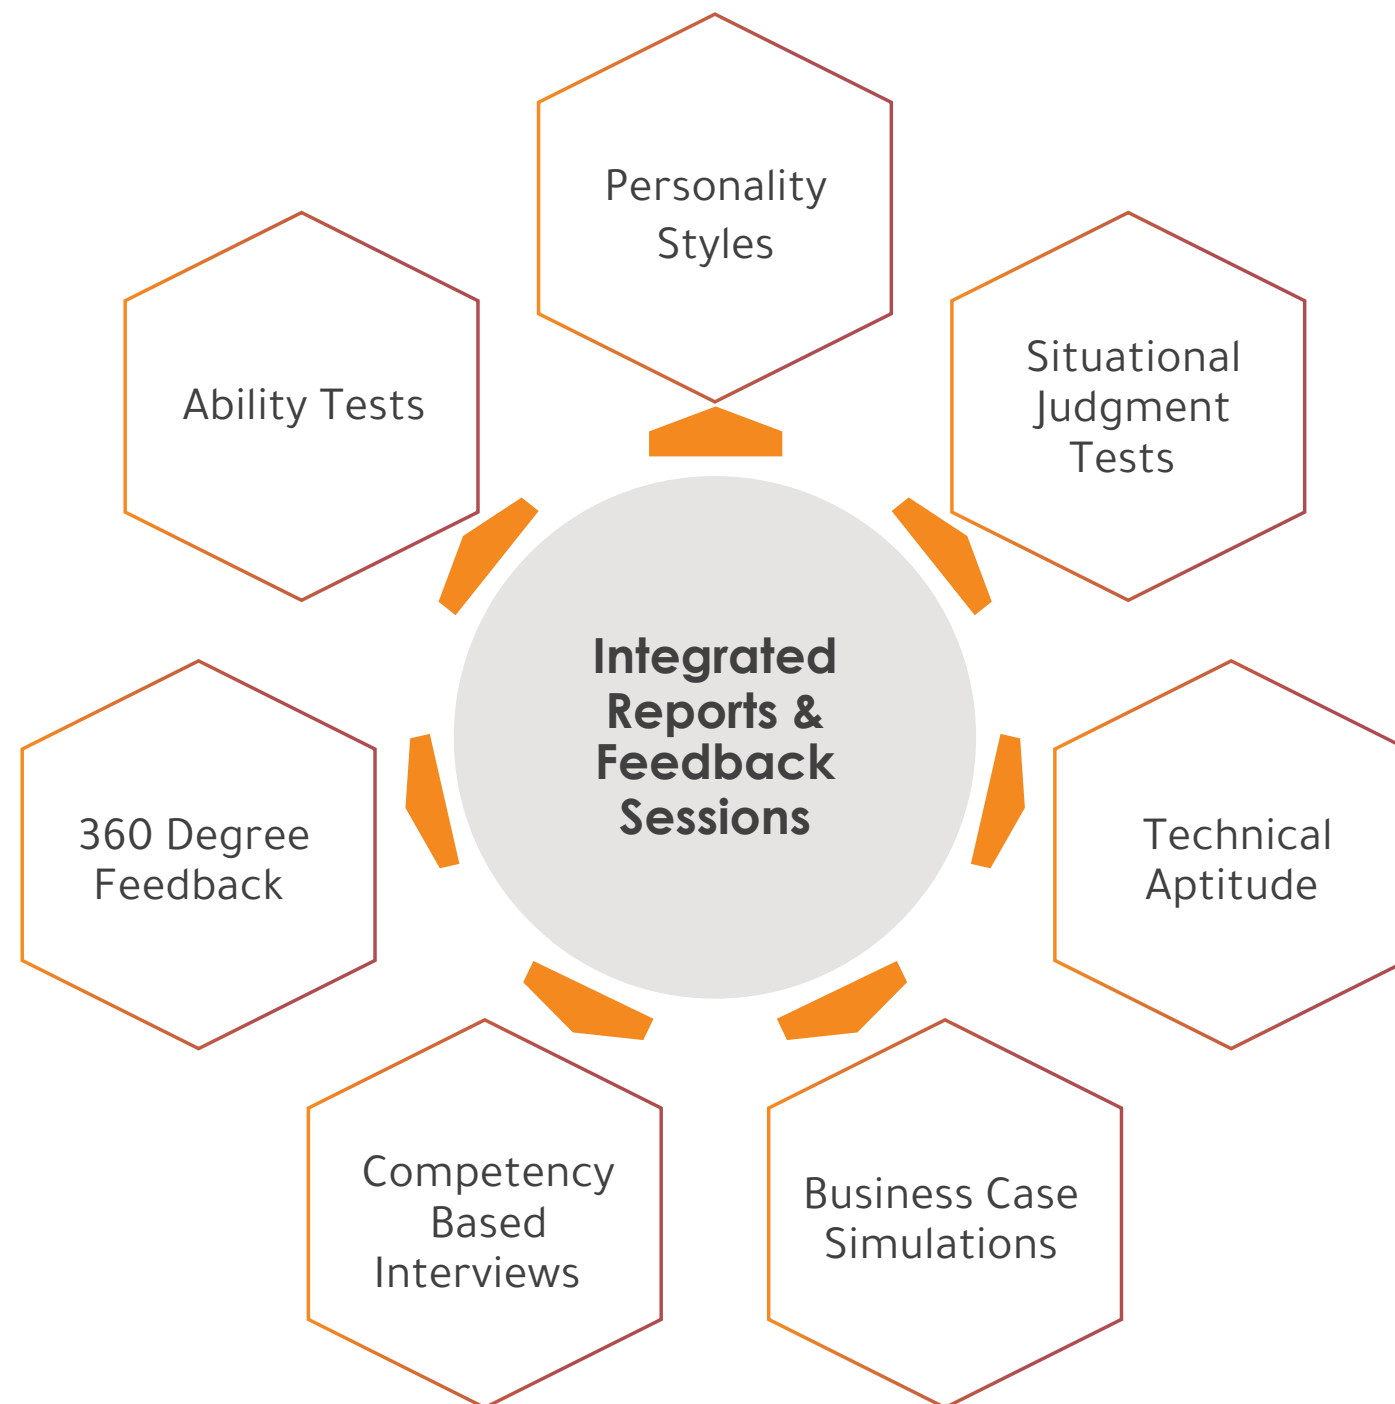 Personality
Styles
Situational
Judgment
Tests
Ability Tests
Integrated
Reports &
Feedback
Sessions
360 Degree
Feedback
Technical
Aptitude
Competency
Based
Interviews
Business Case
Simulations